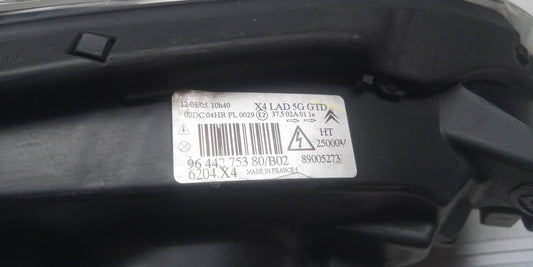 12/01/05 10h40 X4 LAD 5G GTD
00DC 04HR PL 0029 E2 37.5 02A 01 1a
HT
25000V
96 442 753 80/B02 89005273
6204.X4 MADE IN FRANCE